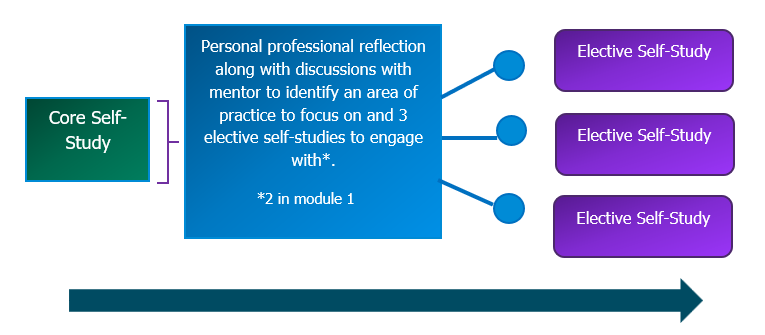 Core Self-
Study
Personal professional reflection
along with discussions with
mentor to identify an area of
practice to focus on and 3
elective self-studies to engage
with*.
*2 in module 1
Elective Self-Study
Elective Self-Study
Elective Self-Study